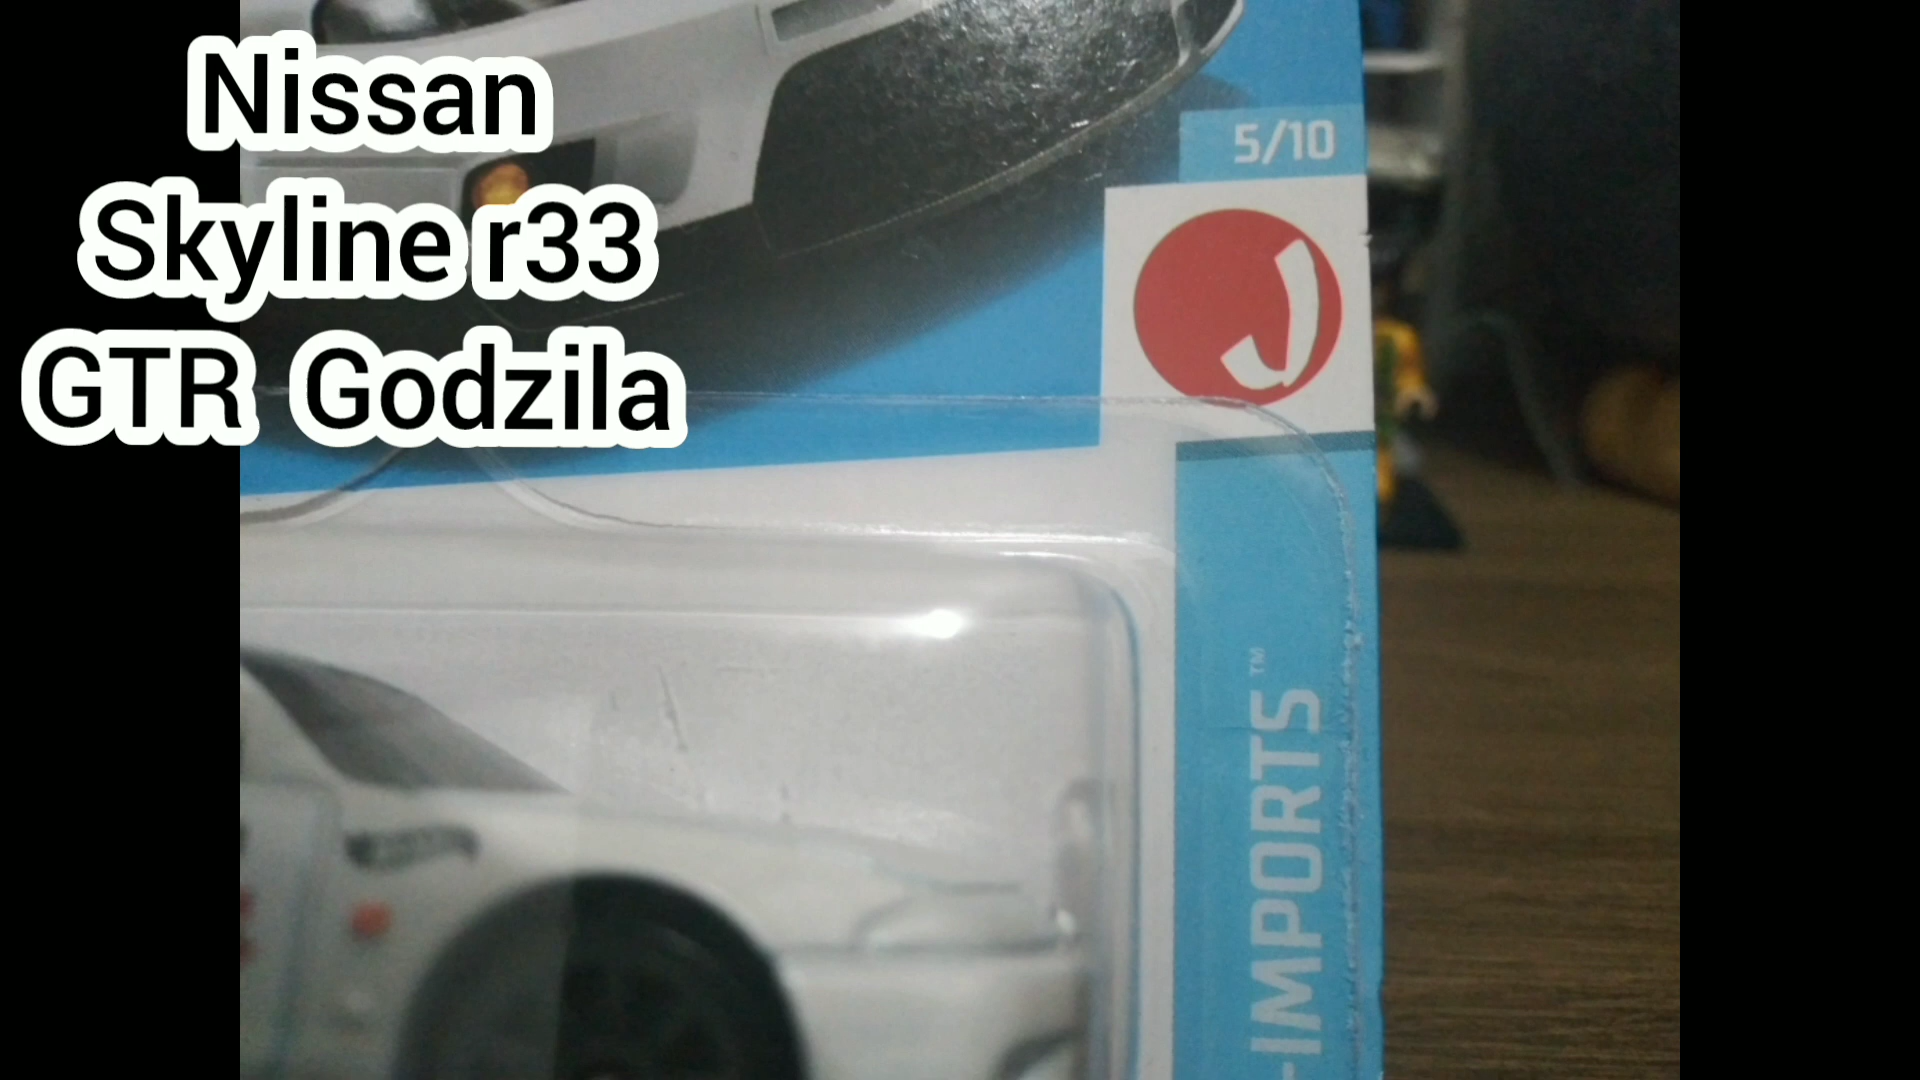 Nissan
Skyline r33
GTR Godzila
5/10
J
-IMPORTS™